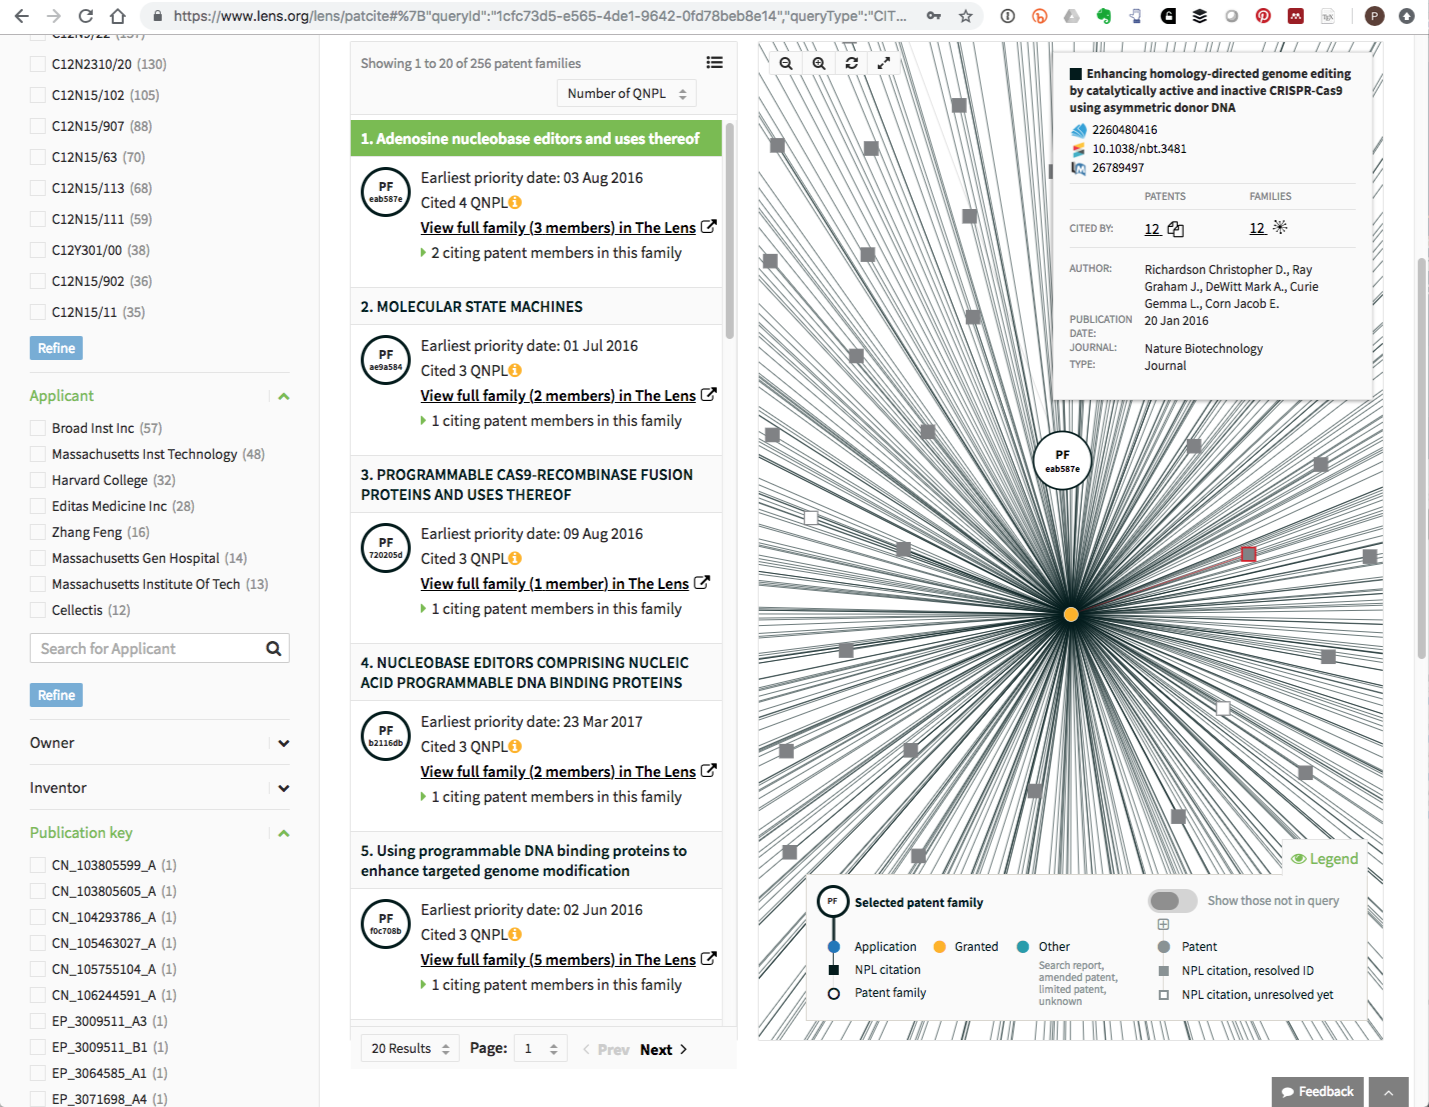 https://www.lens.org/lens/patcite#%7B"queryId":"1cfc73d5-e565-4de1-9642-0fd78beb8e14","queryType":"CIT...
C12N2310/20 (130)
C12N15/102 (105)
C12N15/907 (88)
C12N15/63 (70)
C12N15/113 (68)
C12N15/111 (59)
C12Y301/00 (38)
C12N15/902 (36)
C12N15/11 (35)
Refine
Applicant
Broad Inst Inc (57)
Massachusetts Inst Technology (48)
Harvard College (32)
Editas Medicine Inc (28)
Zhang Feng (16)
Massachusetts Gen Hospital (14)
Massachusetts Institute Of Tech (13)
Cellectis (12)
Search for Applicant
Refine
Owner
Inventor
Publication key
CN_103805599_A (1)
CN_103805605_A (1)
CN_104293786_A (1)
CN_105463027_A (1)
CN_105755104_A (1)
CN_106244591_A (1)
EP_3009511_A3 (1)
EP_3009511_B1 (1)
EP_3064585_A1 (1)
EP_3071698_A4 (1)
Showing 1 to 20 of 256 patent families
Number of QNPL
1. Adenosine nucleobase editors and uses thereof
PF
eab587e
Earliest priority date: 03 Aug 2016
Cited 4 QNPL
View full family (3 members) in The Lens
2 citing patent members in this family
2. MOLECULAR STATE MACHINES
PF
ae9a584
Earliest priority date: 01 Jul 2016
Cited 3 QNPL
View full family (2 members) in The Lens
1 citing patent members in this family
3. PROGRAMMABLE CAS9-RECOMBINASE FUSION
PROTEINS AND USES THEREOF
PF
720205d
Earliest priority date: 09 Aug 2016
Cited 3 QNPL
View full family (1 member) in The Lens
1 citing patent members in this family
4. NUCLEOBASE EDITORS COMPRISING NUCLEIC
ACID PROGRAMMABLE DNA BINDING PROTEINS
PF
b2116db
Earliest priority date: 23 Mar 2017
Cited 3 QNPL
View full family (2 members) in The Lens
1 citing patent members in this family
5. Using programmable DNA binding proteins to
enhance targeted genome modification
PF
f0c708b
Earliest priority date: 02 Jun 2016
Cited 3 QNPL
View full family (5 members) in The Lens
1 citing patent members in this family
20 Results Page: 1 Prev Next
Enhancing homology-directed genome editing
by catalytically active and inactive CRISPR-Cas9
using asymmetric donor DNA
2260480416
10.1038/nbt.3481
26789497
PATENTS FAMILIES
CITED BY: 12 12
AUTHOR: Richardson Christopher D., Ray
Graham J., DeWitt Mark A., Curie
Gemma L., Corn Jacob E.
PUBLICATION DATE: 20 Jan 2016
JOURNAL: Nature Biotechnology
TYPE: Journal
PF
eab587e
Legend
PF Selected patent family
Show those not in query
Application Granted Other
Search report,
amended patent,
limited patent,
unknown
NPL citation
Patent family
Patent
NPL citation, resolved ID
NPL citation, unresolved yet
Feedback